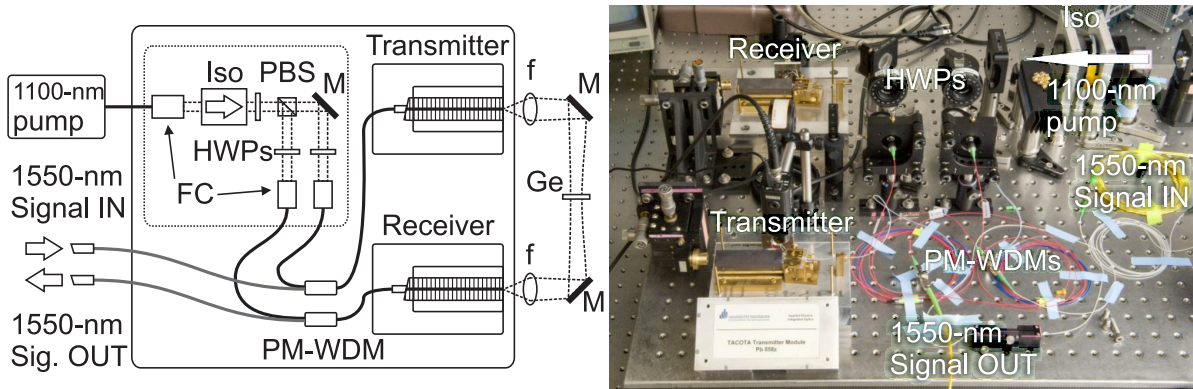 1100-nm
pump
Iso
PBS
M
HWPs
FC
1550-nm
Signal IN
1550-nm
Sig. OUT
PM-WDM
Transmitter
Receiver
f
M
Ge
f
M
Receiver
HWPs
Iso
1100-nm
pump
1550-nm
Signal IN
Transmitter
PM-WDMs
1550-nm
Signal OUT
TACOTA Transmitter Module